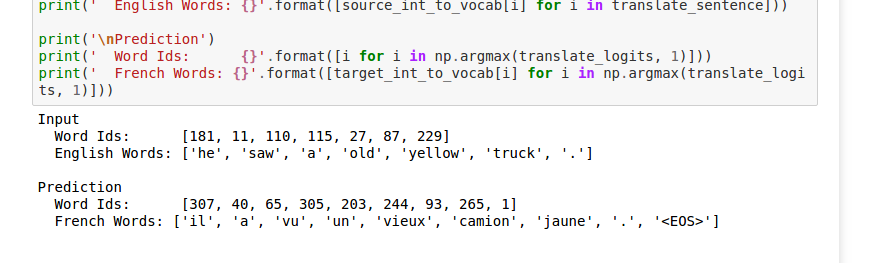 print('  English Words: {}'.format([source_int_to_vocab[i] for i in translate_sentence]))
print('\nPrediction')
print('  Word Ids:      {}'.format([i for i in np.argmax(translate_logits, 1)]))
print('  French Words: {}'.format([target_int_to_vocab[i] for i in np.argmax(translate_logi
ts, 1)]))
Input
  Word Ids:      [181, 11, 110, 115, 27, 87, 229]
  English Words: ['he', 'saw', 'a', 'old', 'yellow', 'truck', '.']
Prediction
  Word Ids:      [307, 40, 65, 305, 203, 244, 93, 265, 1]
  French Words: ['il', 'a', 'vu', 'un', 'vieux', 'camion', 'jaune', '.', '<EOS>']